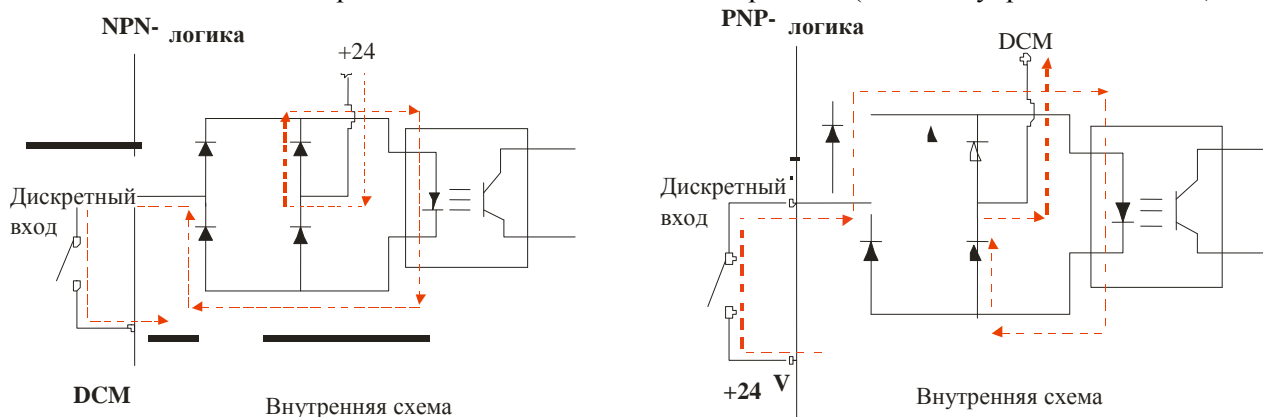 NPN- логика
+24
Дискретный
вход
DCM
Внутренняя схема
PNP- логика
DCM
Дискретный
вход
+24 V
Внутренняя схема